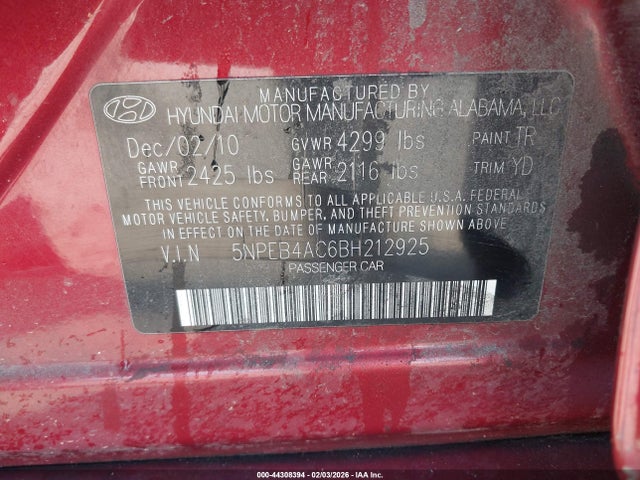 MANUFACTURED BY
HYUNDAI MOTOR MANUFACTURING ALABAMA, LLC
Dec/02/10 GVWR 4299 lbs PAINT TR
GAWR FRONT 2425 lbs GAWR REAR 2116 lbs TRIM YD
THIS VEHICLE CONFORMS TO ALL APPLICABLE U.S.A. FEDERAL
MOTOR VEHICLE SAFETY, BUMPER, AND THEFT PREVENTION
STANDARDS IN EFFECT ON THE DATE OF MANUFACTURE SHOWN ABOVE
V.I.N 5NPEB4AC6BH212925
PASSENGER CAR
000-44308394 - 02/03/2026 - IAA Inc.